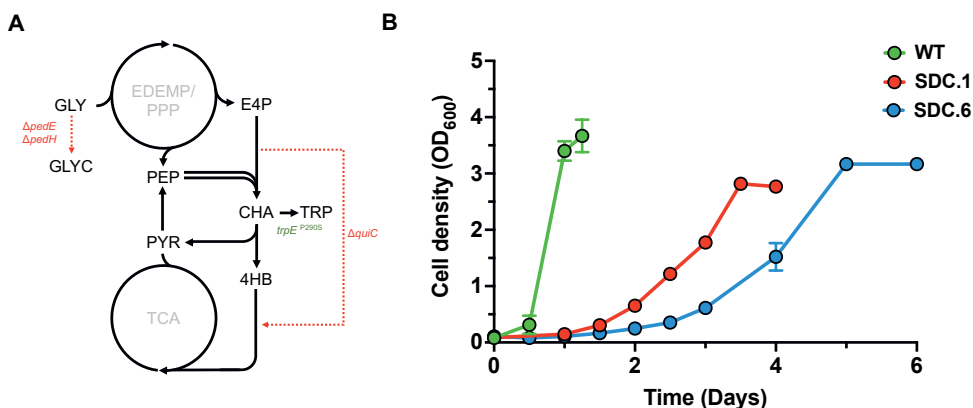 A
EDEMP/
PPP
GLY
E4P
ΔpedE
ΔpedH
GLYC
PEP
CHA
TRP
trpE P290S
ΔquiC
PYR
4HB
TCA
B
WT
SDC.1
SDC.6
Cell density (OD600)
5
4
3
2
1
0
0
2
4
6
Time (Days)